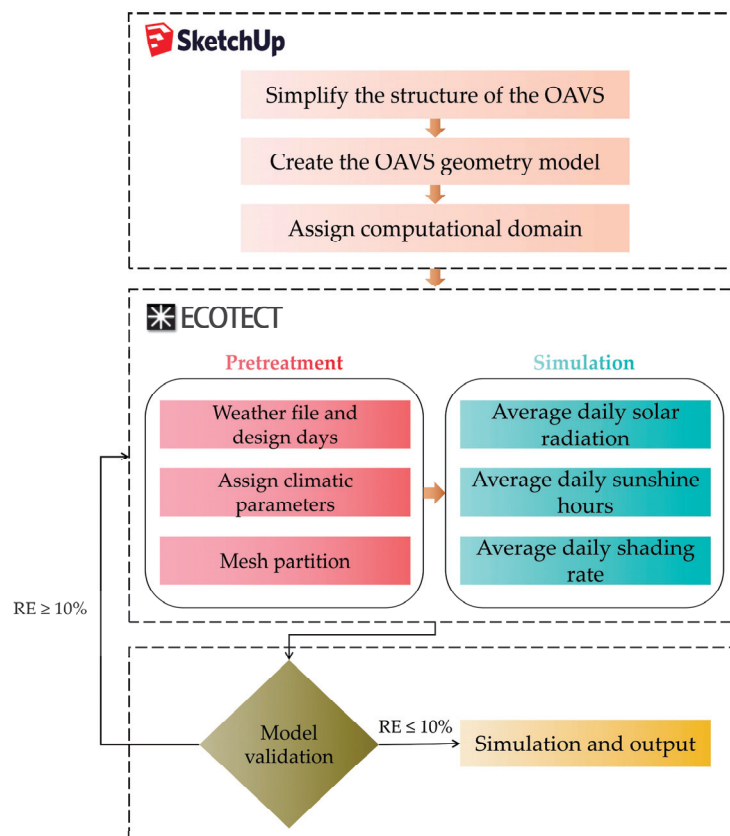 SketchUp
Simplify the structure of the OAVS
Create the OAVS geometry model
Assign computational domain
ECOTECT
Pretreatment
Weather file and
design days
Assign climatic
parameters
Mesh partition
Simulation
Average daily solar
radiation
Average daily sunshine
hours
Average daily shading
rate
RE ≥ 10%
Model
validation
RE ≤ 10%
Simulation and output